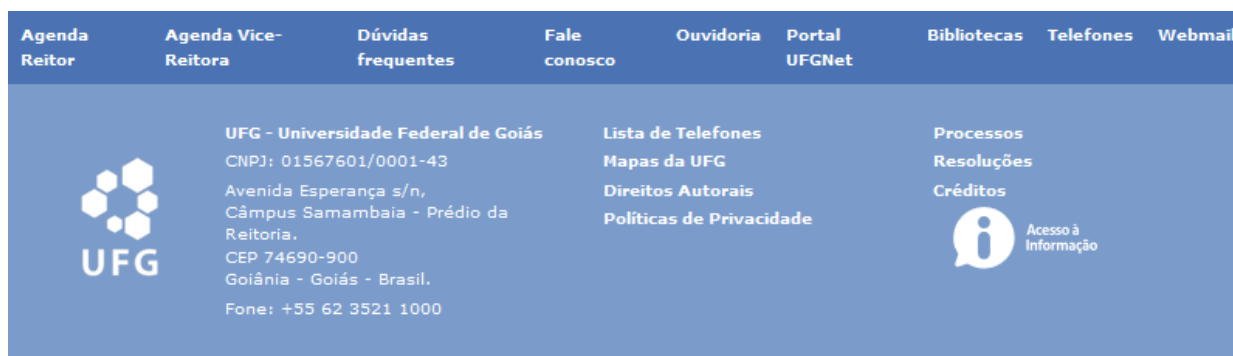 Agenda Reitor
Agenda Vice-Reitora
Dúvidas frequentes
Fale conosco
Ouvidoria
Portal UFGNet
Bibliotecas
Telefones
Webmail
UFG
UFG - Universidade Federal de Goiás
CNPJ: 01567601/0001-43
Avenida Esperança s/n,
Câmpus Samambaia - Prédio da
Reitoria.
CEP 74690-900
Goiânia - Goiás - Brasil.
Fone: +55 62 3521 1000
Lista de Telefones
Mapas da UFG
Direitos Autorais
Políticas de Privacidade
Processos
Resoluções
Créditos
Acesso à
Informação